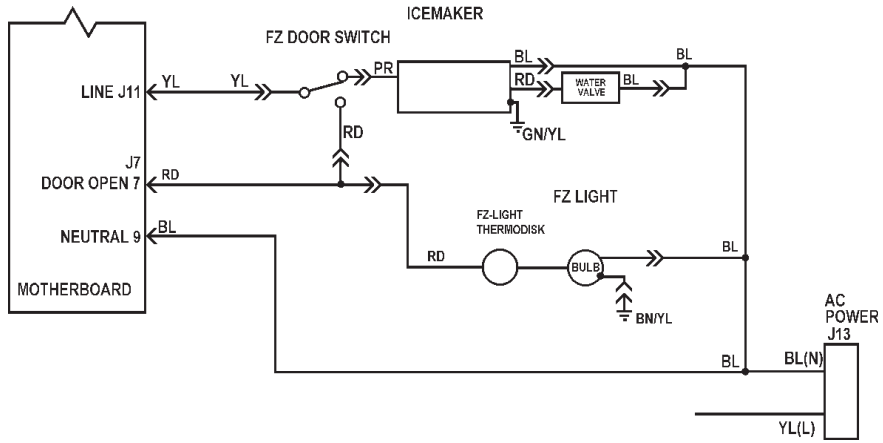 ICEMAKER
FZ DOOR SWITCH
LINE J11
YL
YL
PR
BL
BL
RD
WATER
VALVE
BL
GN/YL
RD
J7
DOOR OPEN 7
RD
FZ LIGHT
NEUTRAL 9
BL
FZ-LIGHT
THERMODISK
RD
BULB
BL
BN/YL
MOTHERBOARD
AC
POWER
J13
BL
BL(N)
YL(L)